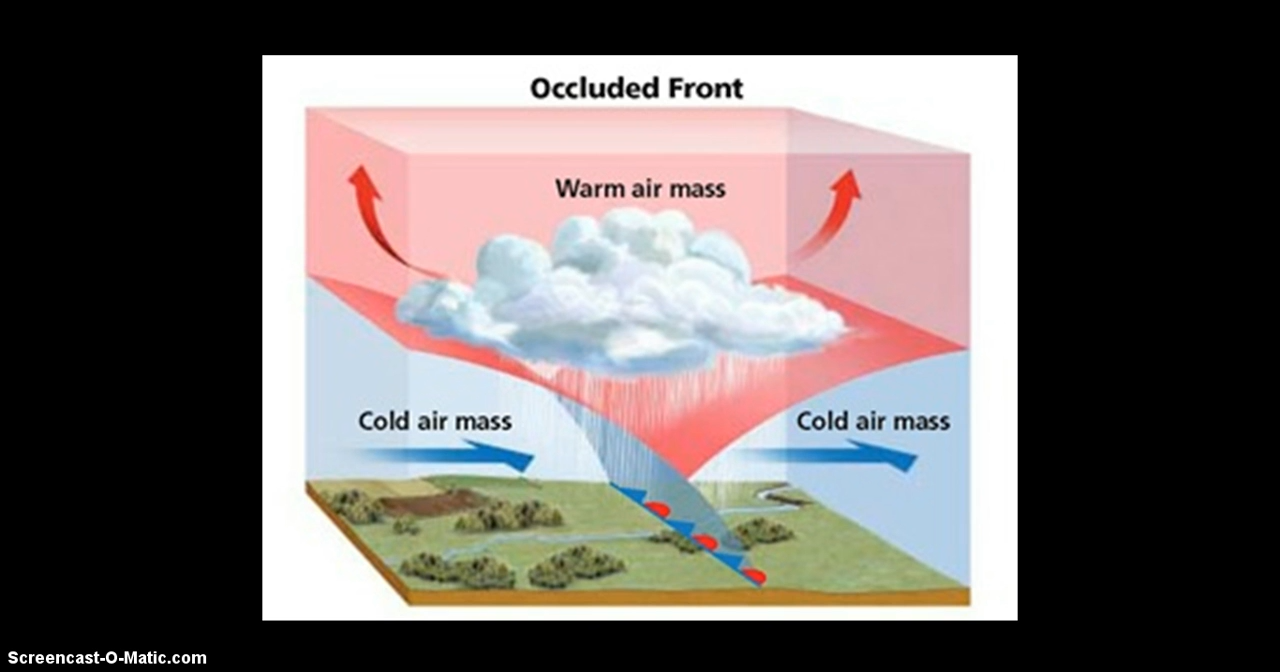 Occluded Front
Warm air mass
Cold air mass
Cold air mass
Screencast-O-Matic.com